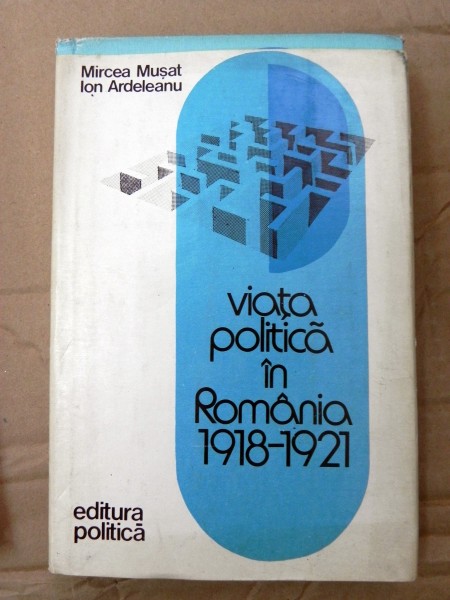 Mircea Mușat
Ion Ardeleanu
viața
politică
în
România
1918-1921
editura
politică